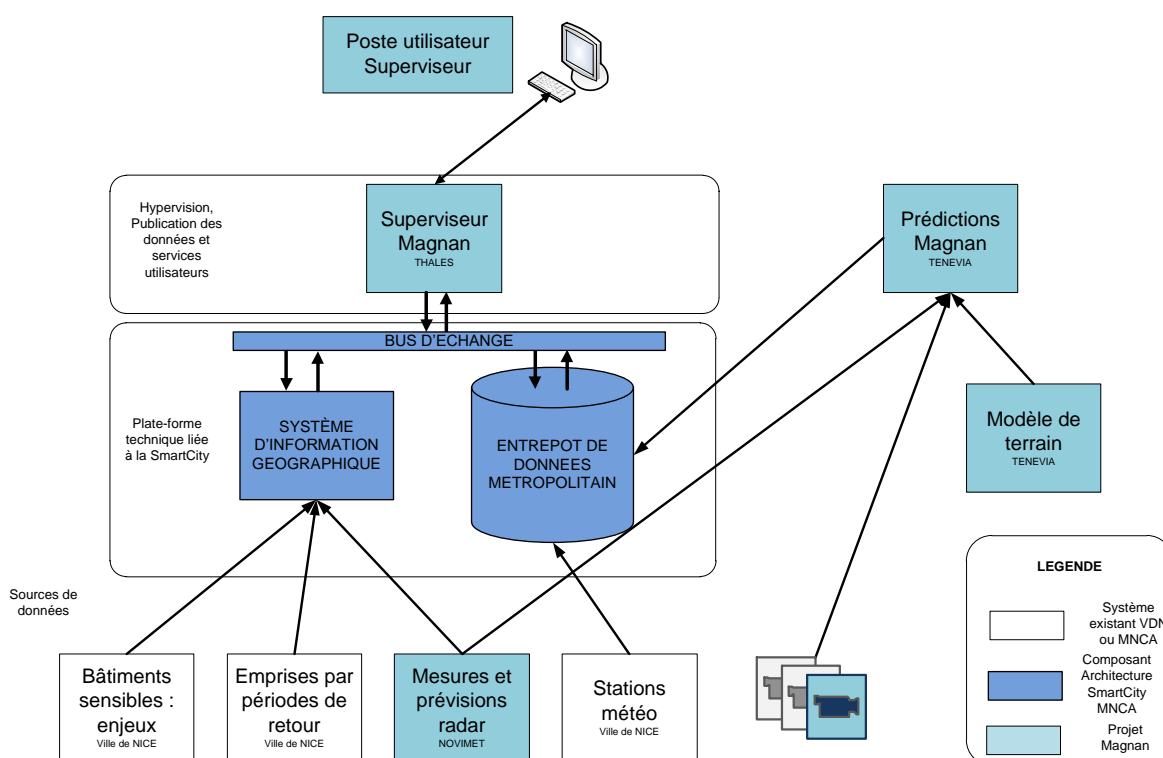 Poste utilisateur
Superviseur
Hypervision,
Publication des
données et
services
utilisateurs
Superviseur
Magnan
THALES
Prédictions
Magnan
TENEVIA
BUS D'ECHANGE
Plate-forme
technique liée
à la SmartCity
SYSTÈME
D'INFORMATION
GEOGRAPHIQUE
ENTREPOT DE
DONNEES
METROPOLITAIN
Modèle de
terrain
TENEVIA
Sources de
données
Bâtiments
sensibles :
enjeux
Ville de NICE
Emprises par
périodes de
retour
Ville de NICE
Mesures et
prévisions
radar
NOVIMET
Stations
météo
Ville de NICE
LEGENDE
Système
existant VDN
ou MNCA
Composant
Architecture
SmartCity
MNCA
Projet
Magnan